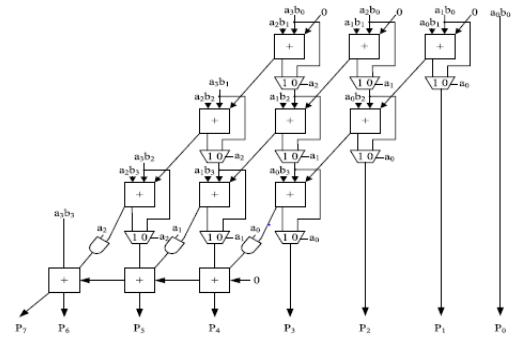 a₃b₀ 0 a₂b₀ 0 a₁b₀ 0 a₀b₀
a₂b₁ a₁b₁ a₀b₁
+ + +
1 0 a₂ 1 0 a₁ 1 0 a₀
a₃b₁
a₂b₂ a₁b₂ a₀b₂
+ + +
1 0 a₂ 1 0 a₁ 1 0 a₀
a₃b₂
a₂b₃ a₁b₃ a₀b₃
+ + +
a₃b₃
a₂ 1 0 a₂ a₁ 1 0 a₁ a₀ 1 0 a₀
+ + + 0
P₇ P₆ P₅ P₄ P₃ P₂ P₁ P₀